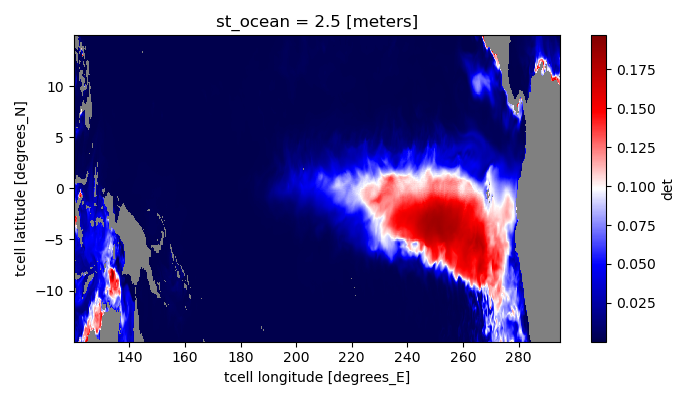 st_ocean = 2.5 [meters]
10
5
0
−5
−10
tcell latitude [degrees_N]
140 160 180 200 220 240 260 280
tcell longitude [degrees_E]
0.175
0.150
0.125
0.100
0.075
0.050
0.025
det